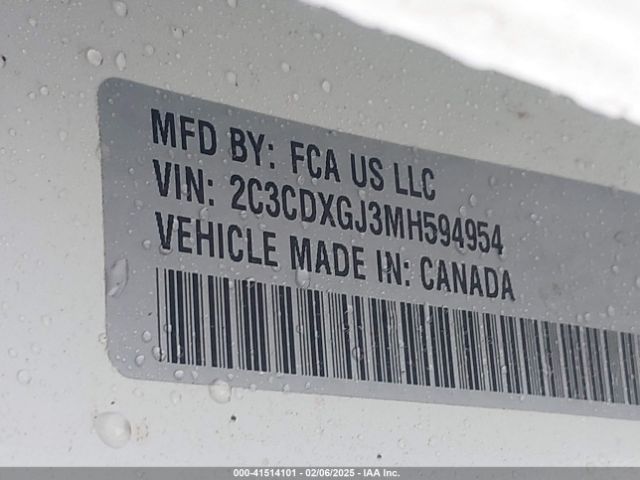 MFD BY: FCA US LLC
VIN: 2C3CDXGJ3MH594954
VEHICLE MADE IN: CANADA
000-41514101 - 02/06/2025 - IAA Inc.